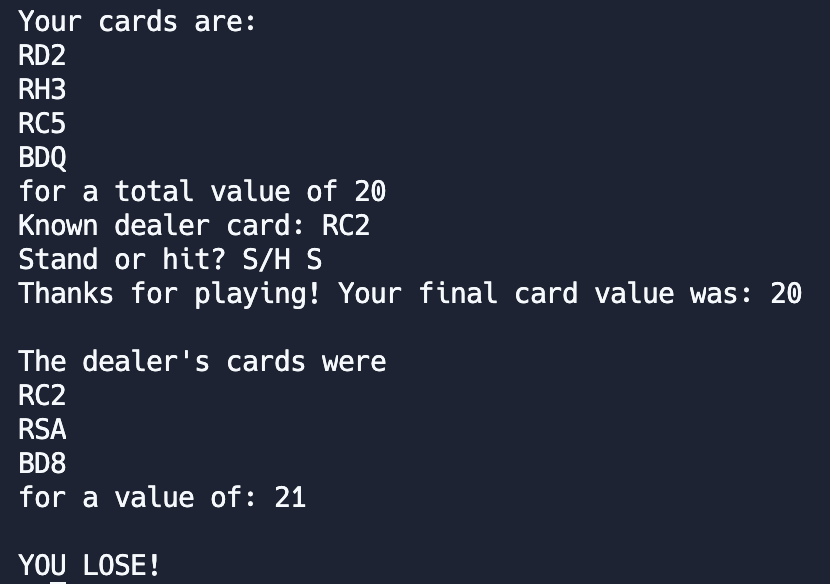 Your cards are:
RD2
RH3
RC5
BDQ
for a total value of 20
Known dealer card: RC2
Stand or hit? S/H S
Thanks for playing! Your final card value was: 20
The dealer's cards were
RC2
RSA
BD8
for a value of: 21
YOU LOSE!